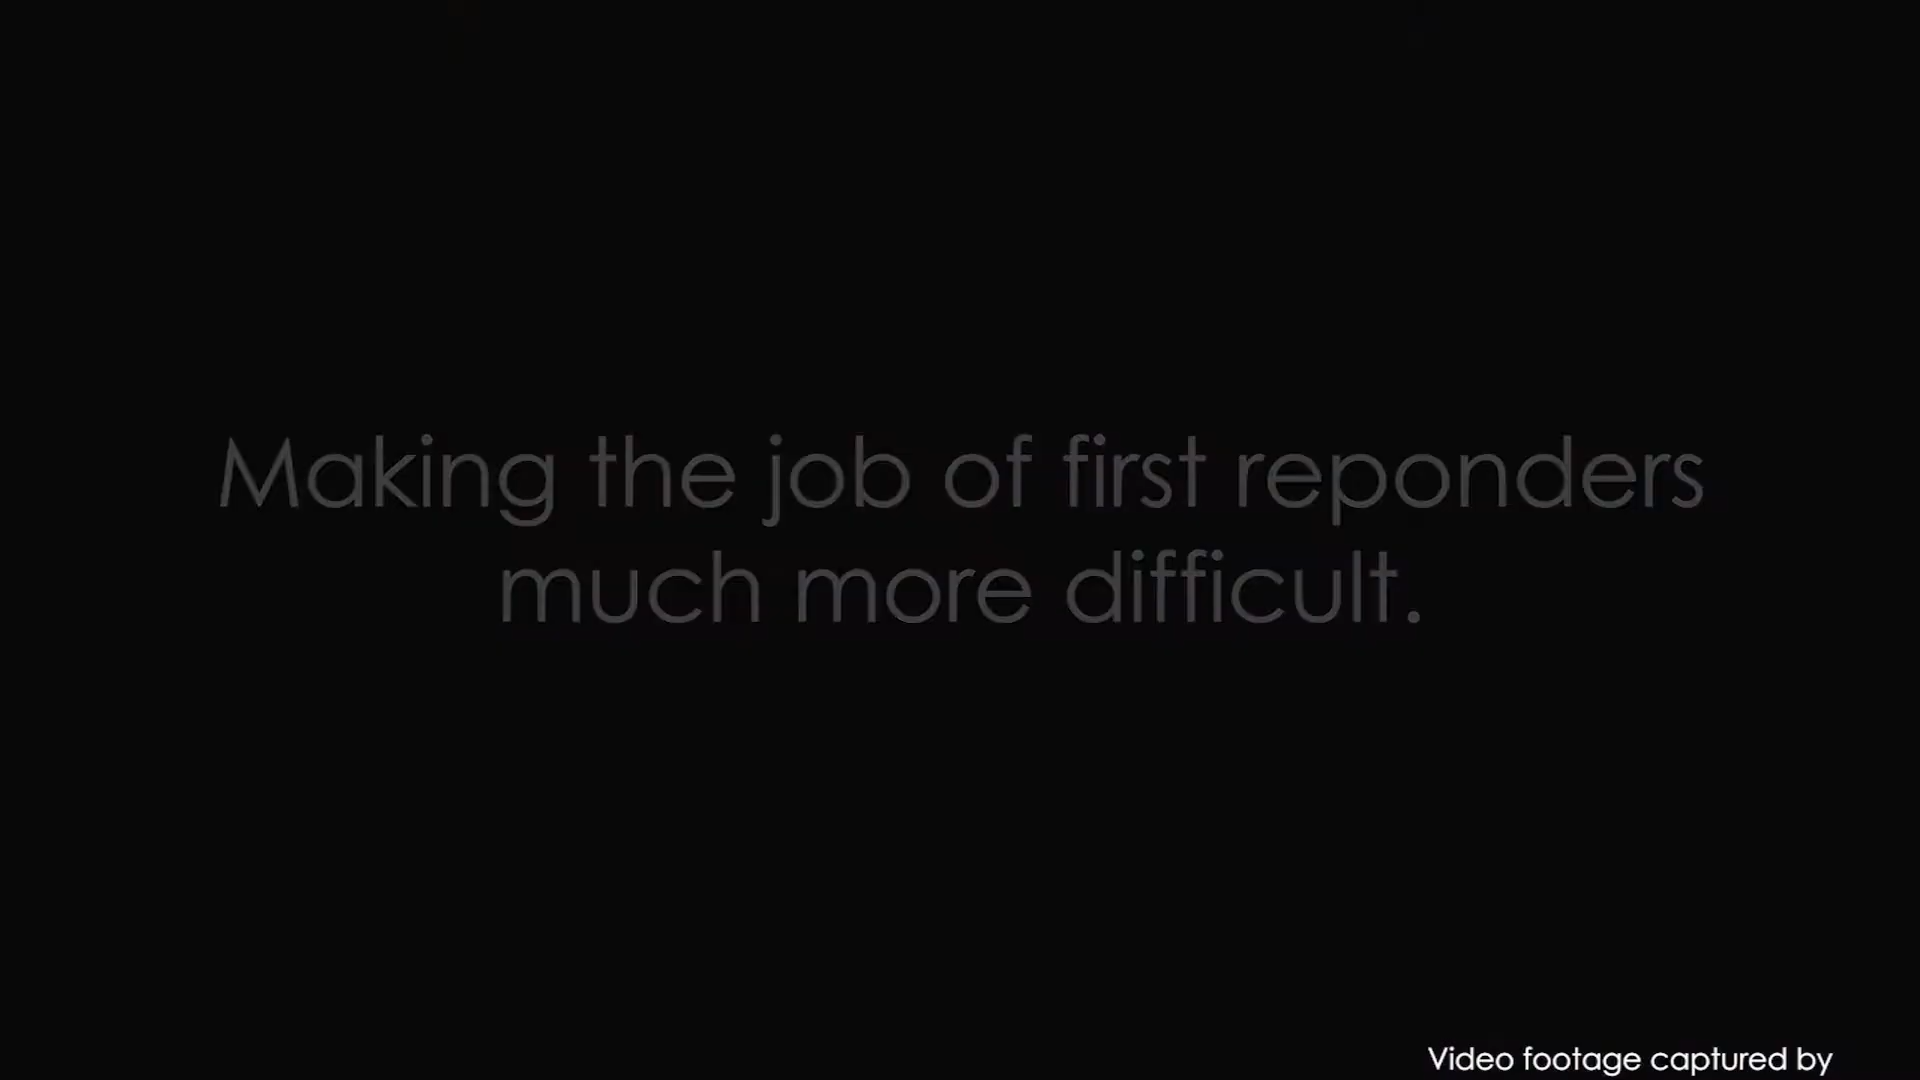 Making the job of first reponders
much more difficult.
Video footage captured by